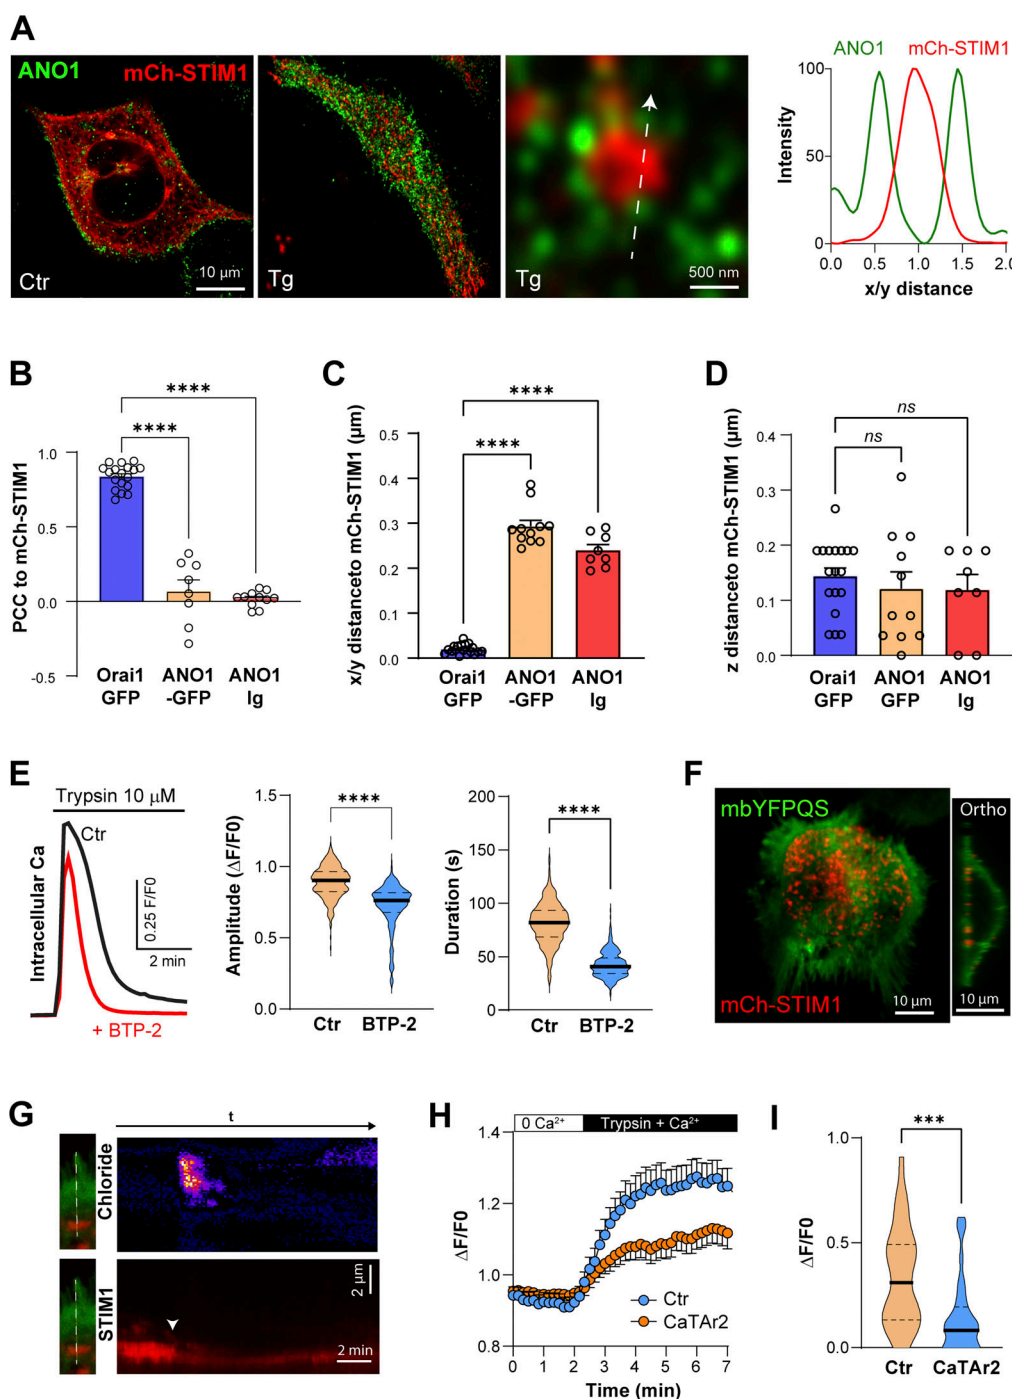 A
ANO1 mCh-STIM1
Ctr
10 µm
Tg
Tg
500 nm
ANO1 mCh-STIM1
Intensity
100
50
0
0.0 0.5 1.0 1.5 2.0
x/y distance
B
****
****
PCC to mCh-STIM1
1.0
0.5
0.0
-0.5
Orai1 ANO1 ANO1
GFP -GFP Ig
C
****
****
x/y distanceto mCh-STIM1 (µm)
0.5
0.4
0.3
0.2
0.1
0.0
Orai1 ANO1 ANO1
GFP -GFP Ig
D
ns
ns
z distanceto mCh-STIM1 (µm)
0.4
0.3
0.2
0.1
0.0
Orai1 ANO1 ANO1
GFP GFP Ig
E
Trypsin 10 µM
Ctr
Intracellular Ca
0.25 F/F0
2 min
+ BTP-2
****
Amplitude (ΔF/F0)
1.5
1.0
0.5
0.0
Ctr BTP-2
****
Duration (s)
200
150
100
50
0
Ctr BTP-2
F
mbYFPQS
mCh-STIM1
10 µm
Ortho
10 µm
G
t
Chloride
STIM1
2 µm
2 min
H
0 Ca²⁺ Trypsin + Ca²⁺
ΔF/F0
1.4
1.2
1.0
0.8
Ctr
CaTAr2
0 1 2 3 4 5 6 7
Time (min)
I
***
ΔF/F0
1.0
0.5
0.0
Ctr CaTAr2